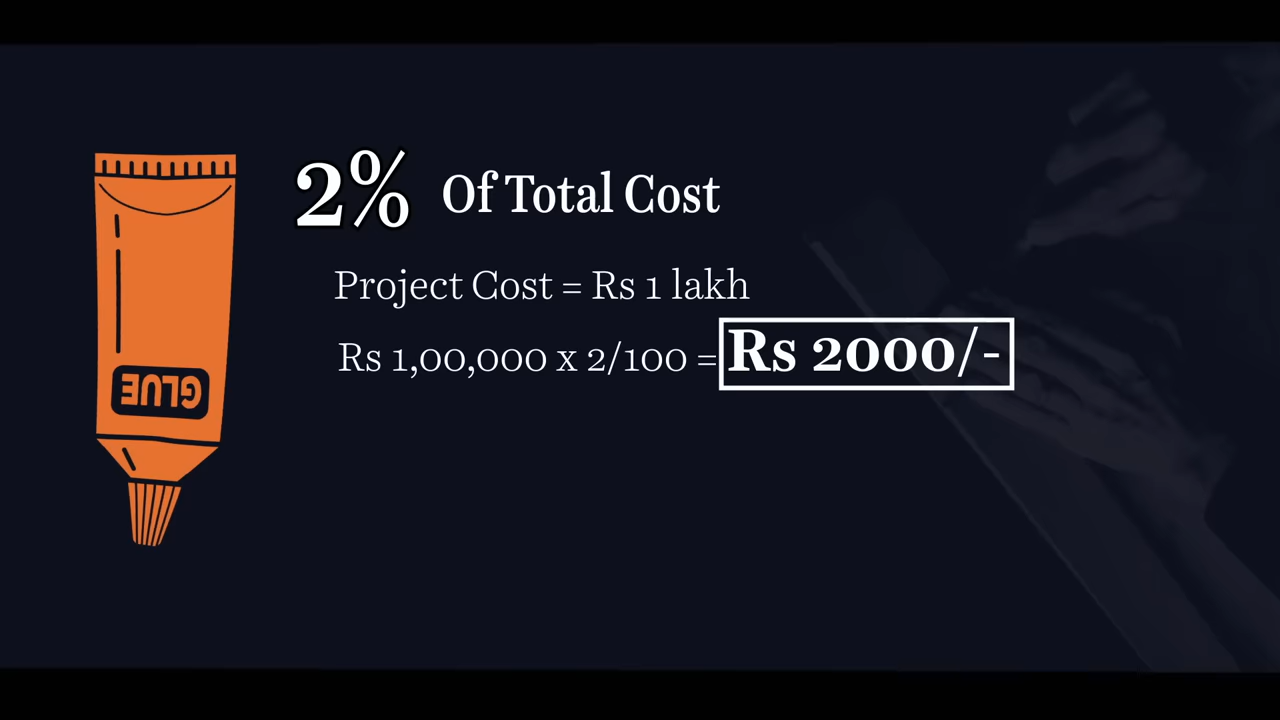 2% Of Total Cost
Project Cost = Rs 1 lakh
Rs 1,00,000 x 2/100 = Rs 2000/-
GLUE